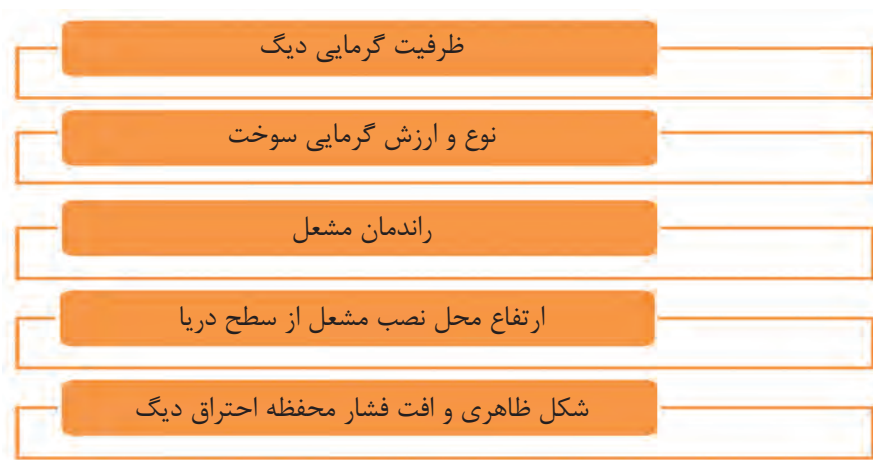 ظرفیت گرمایی دیگ
نوع و ارزش گرمایی سوخت
راندمان مشعل
ارتفاع محل نصب مشعل از سطح دریا
شکل ظاهری و افت فشار محفظه احتراق دیگ